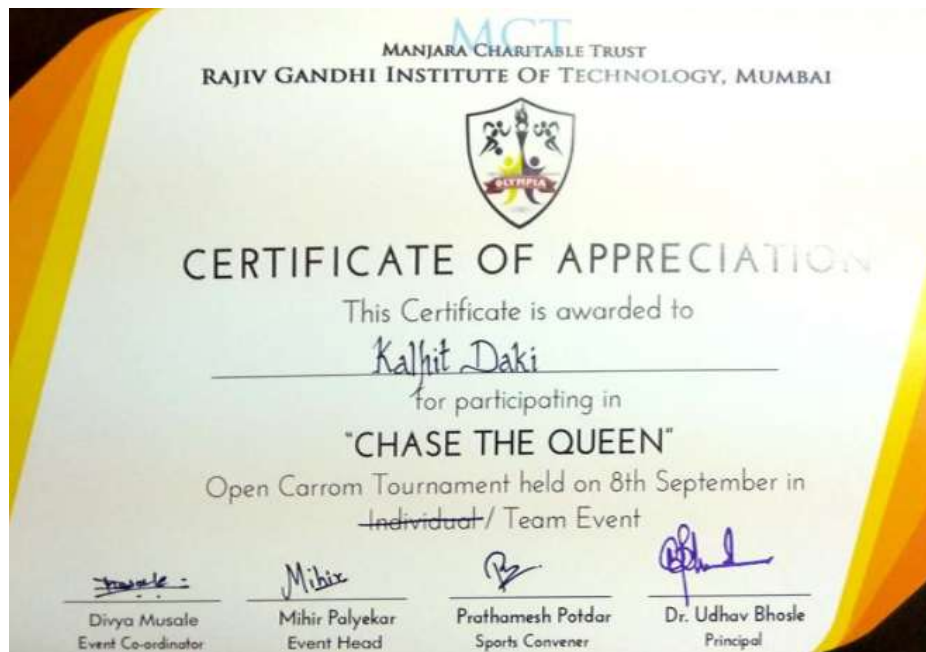 MCT
MANJARA CHARITABLE TRUST
RAJIV GANDHI INSTITUTE OF TECHNOLOGY, MUMBAI
OLYMPIA
CERTIFICATE OF APPRECIATION
This Certificate is awarded to
Daki
for participating in
"CHASE THE QUEEN"
Open Carrom Tournament held on 8th September in
Individual / Team Event
Musale Mihir
Divya Musale Mihir Palyekar Prathamesh Potdar Dr. Udhav Bhosle
Event Co-ordinator Event Head Sports Convener Principal